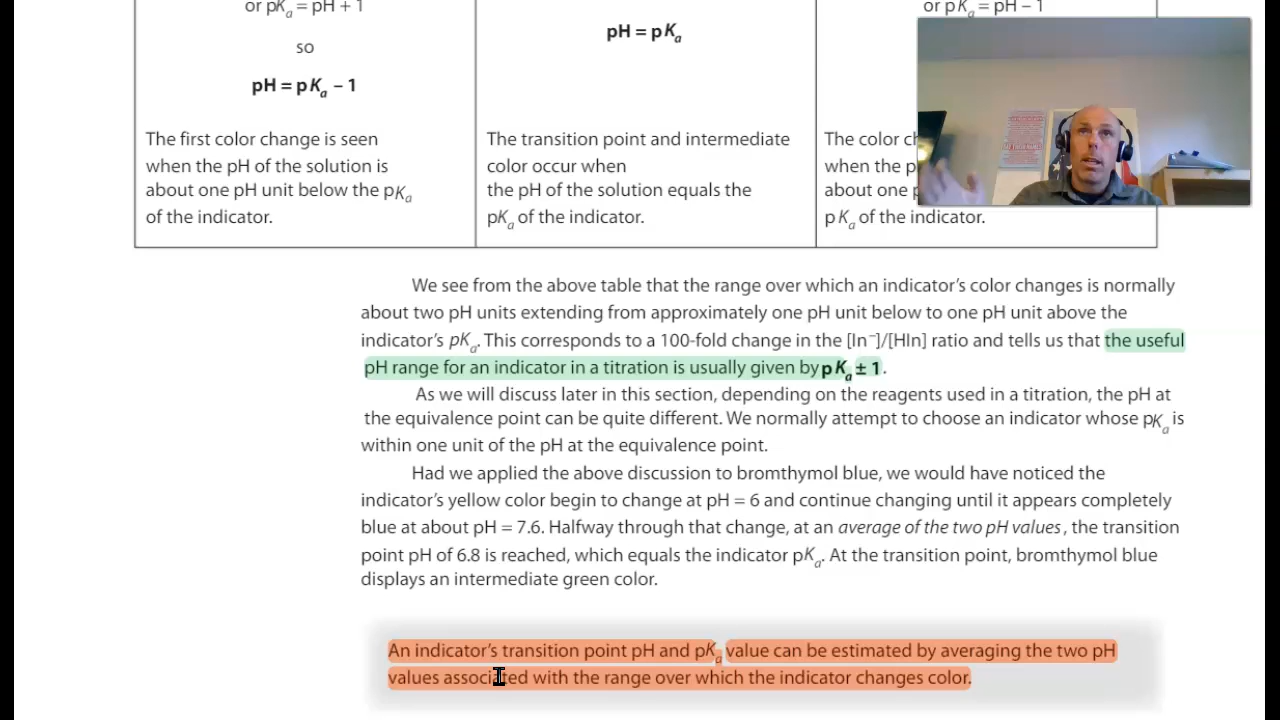 or pKₐ = pH + 1
so
pH = pKₐ – 1
The first color change is seen
when the pH of the solution is
about one pH unit below the pKₐ
of the indicator.
pH = pKₐ
The transition point and intermediate
color occur when
the pH of the solution equals the
pKₐ of the indicator.
or pKₐ = pH – 1
The color
when the
about one
pKₐ of the indicator.
We see from the above table that the range over which an indicator's color changes is normally
about two pH units extending from approximately one pH unit below to one pH unit above the
indicator's pKₐ. This corresponds to a 100-fold change in the [In⁻]/[HIn] ratio and tells us that the useful
pH range for an indicator in a titration is usually given by pKₐ ± 1.
As we will discuss later in this section, depending on the reagents used in a titration, the pH at
the equivalence point can be quite different. We normally attempt to choose an indicator whose pKₐ is
within one unit of the pH at the equivalence point.
Had we applied the above discussion to bromthymol blue, we would have noticed the
indicator's yellow color begin to change at pH = 6 and continue changing until it appears completely
blue at about pH = 7.6. Halfway through that change, at an average of the two pH values, the transition
point pH of 6.8 is reached, which equals the indicator pKₐ. At the transition point, bromthymol blue
displays an intermediate green color.
An indicator's transition point pH and pKₐ value can be estimated by averaging the two pH
values associated with the range over which the indicator changes color.